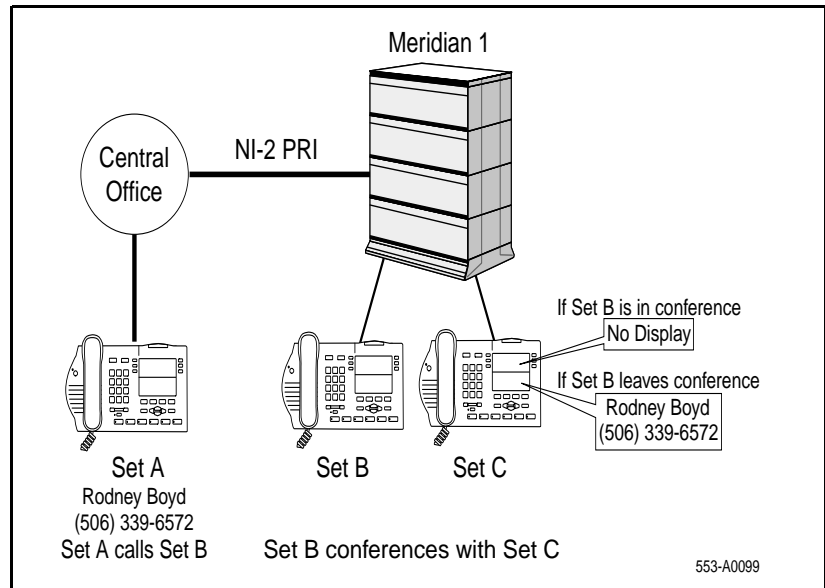 Meridian 1
Central
Office
NI-2 PRI
If Set B is in conference
No Display
If Set B leaves conference
Rodney Boyd
(506) 339-6572
Set A
Rodney Boyd
(506) 339-6572
Set A calls Set B
Set B
Set C
Set B conferences with Set C
553-A0099